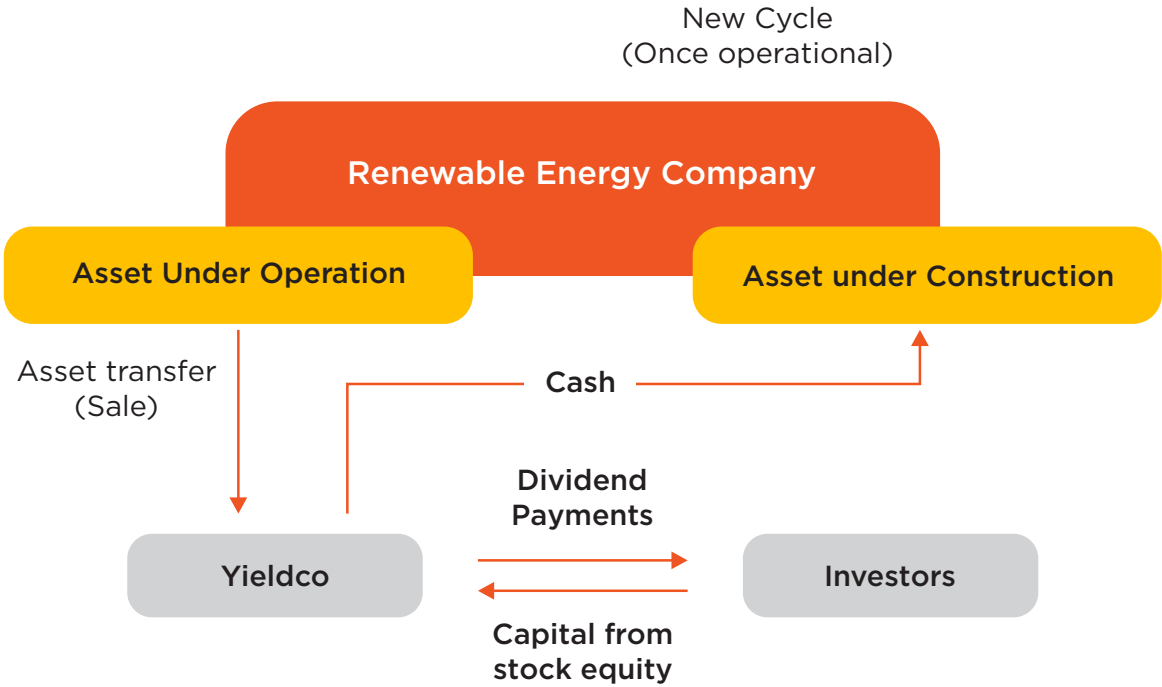 New Cycle
(Once operational)
Renewable Energy Company
Asset Under Operation
Asset under Construction
Asset transfer
(Sale)
Cash
Dividend
Payments
Yieldco
Investors
Capital from
stock equity